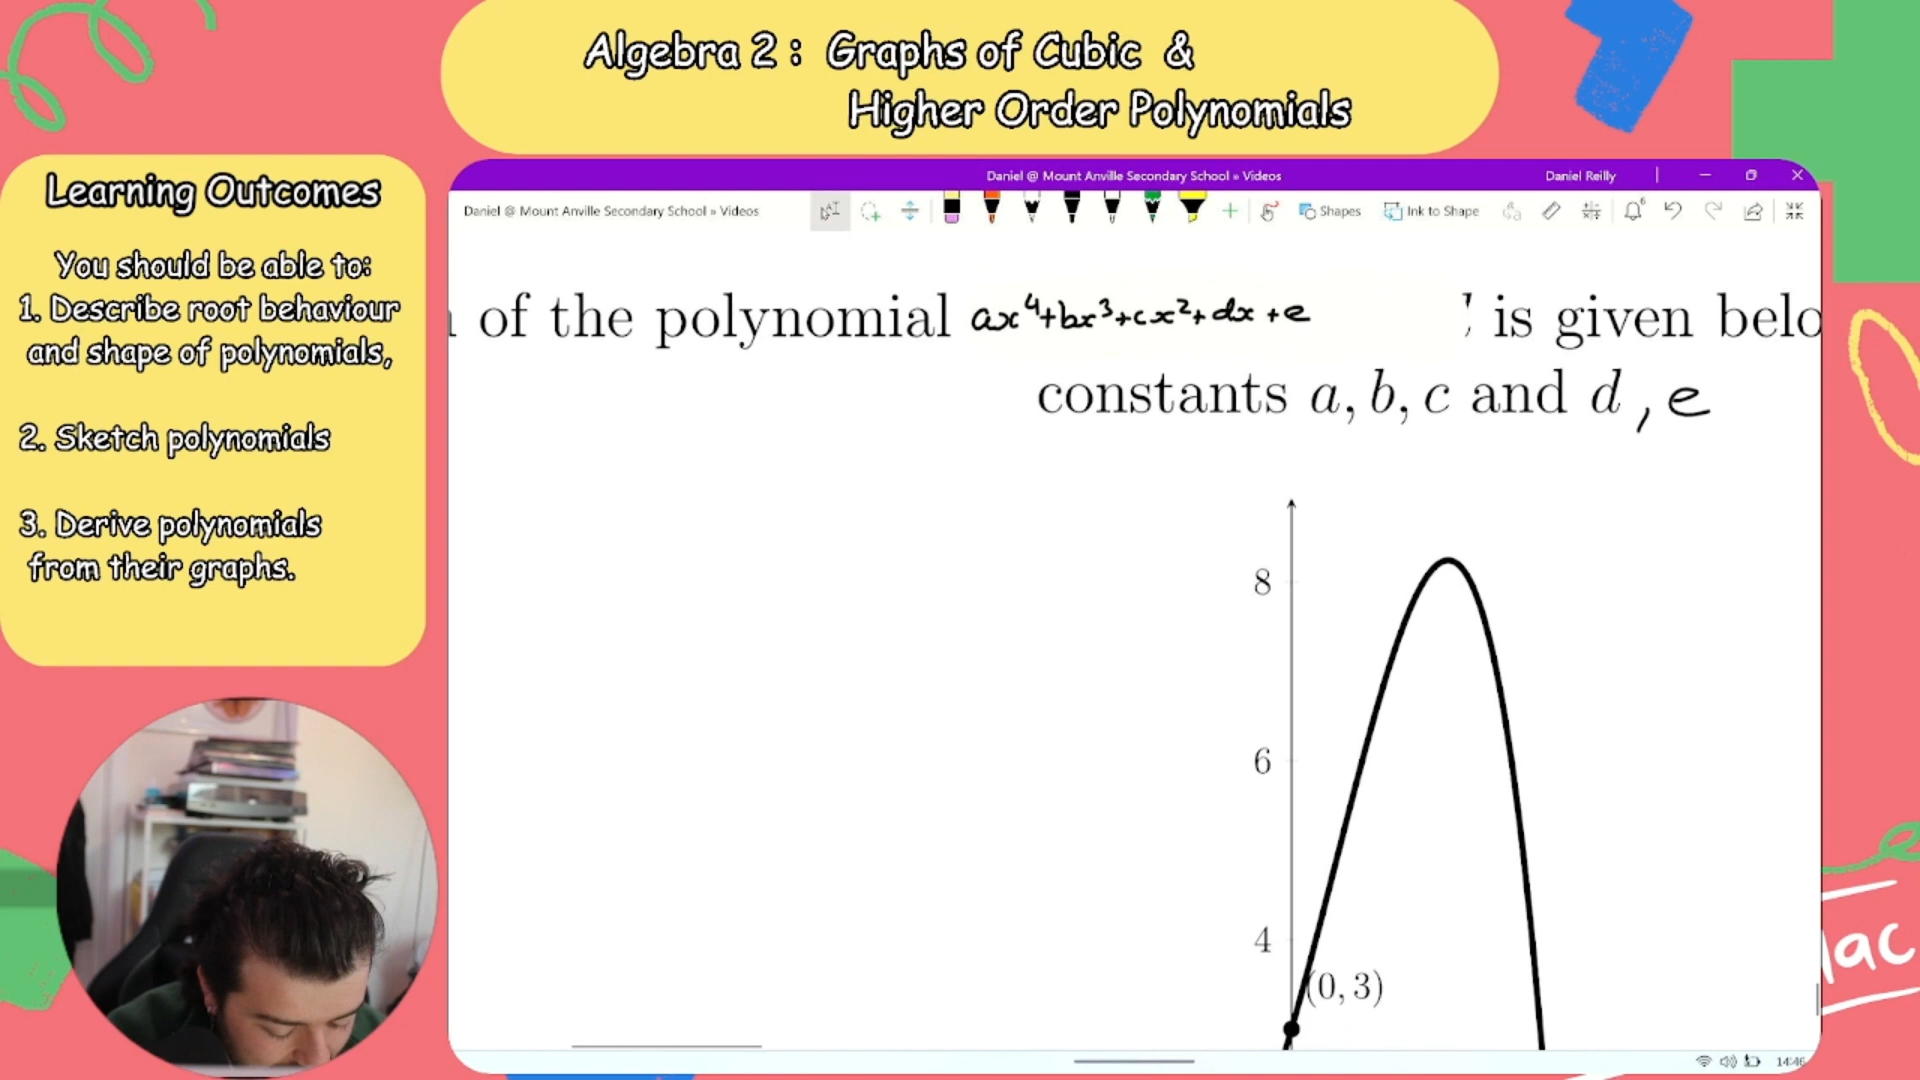 Algebra 2 : Graphs of Cubic &
Higher Order Polynomials
Learning Outcomes
You should be able to:
1. Describe root behaviour
and shape of polynomials,
2. Sketch polynomials
3. Derive polynomials
from their graphs.
Daniel @ Mount Anville Secondary School » Videos
Daniel Reilly
Daniel @ Mount Anville Secondary School » Videos
Shapes
Ink to Shape
of the polynomial ax⁴+bx³+cx²+dx+e is given belo
constants a, b, c and d, e
8
6
4
(0, 3)
14:46